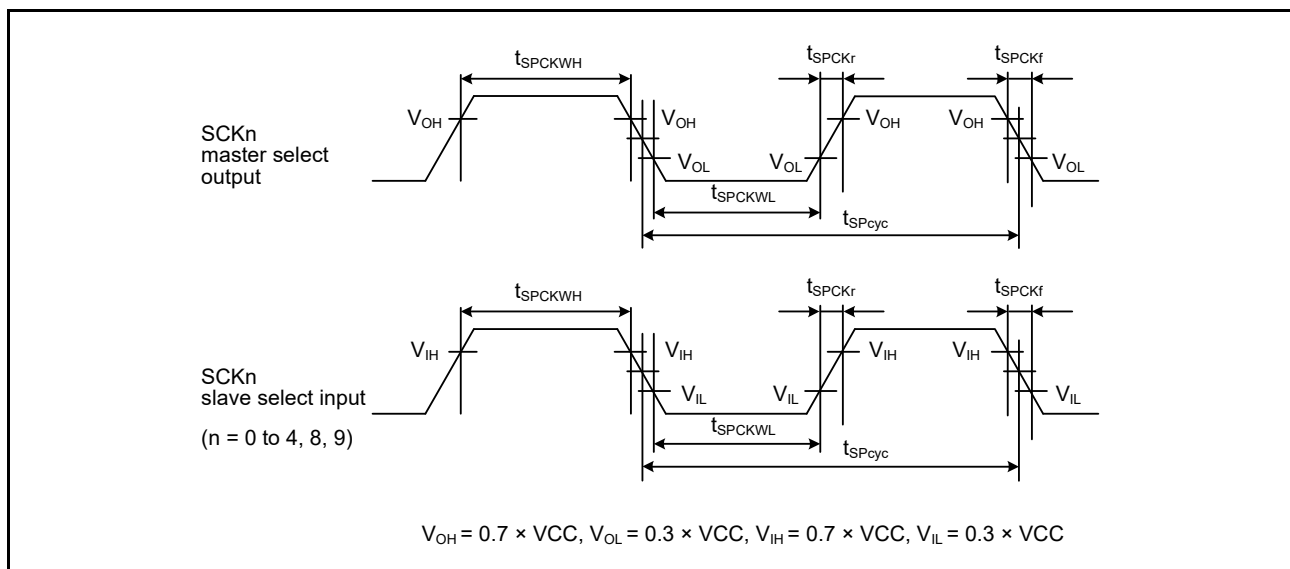 tSPCKWH tSPCKr tSPCKf
VOH VOH VOH VOH
SCKn
master select
output
VOL VOL VOL
tSPCKWL
tSPcyc
tSPCKWH tSPCKr tSPCKf
VIH VIH VIH VIH
SCKn
slave select input
VIL VIL VIL
(n = 0 to 4, 8, 9)
tSPCKWL
tSPcyc
VOH = 0.7 × VCC, VOL = 0.3 × VCC, VIH = 0.7 × VCC, VIL = 0.3 × VCC